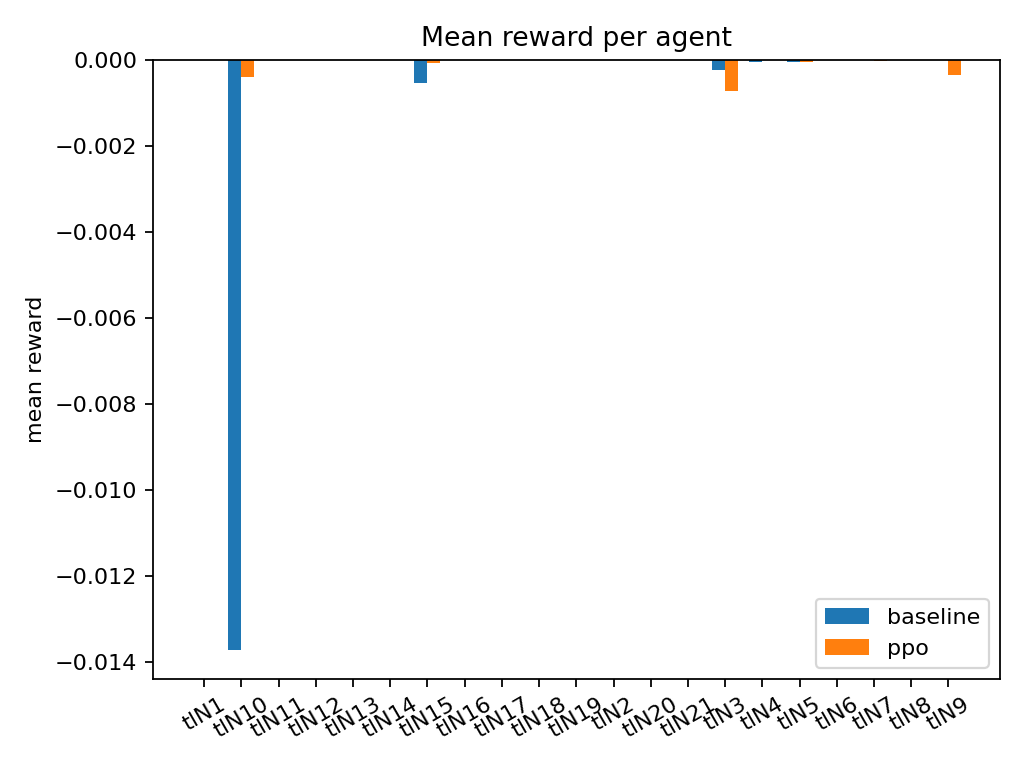 Mean reward per agent
0.000
−0.002
−0.004
−0.006
−0.008
−0.010
−0.012
−0.014
mean reward
baseline
ppo
tlN1 tlN10 tlN11 tlN12 tlN13 tlN14 tlN15 tlN16 tlN17 tlN18 tlN19 tlN2 tlN20 tlN21 tlN3 tlN4 tlN5 tlN6 tlN7 tlN8 tlN9